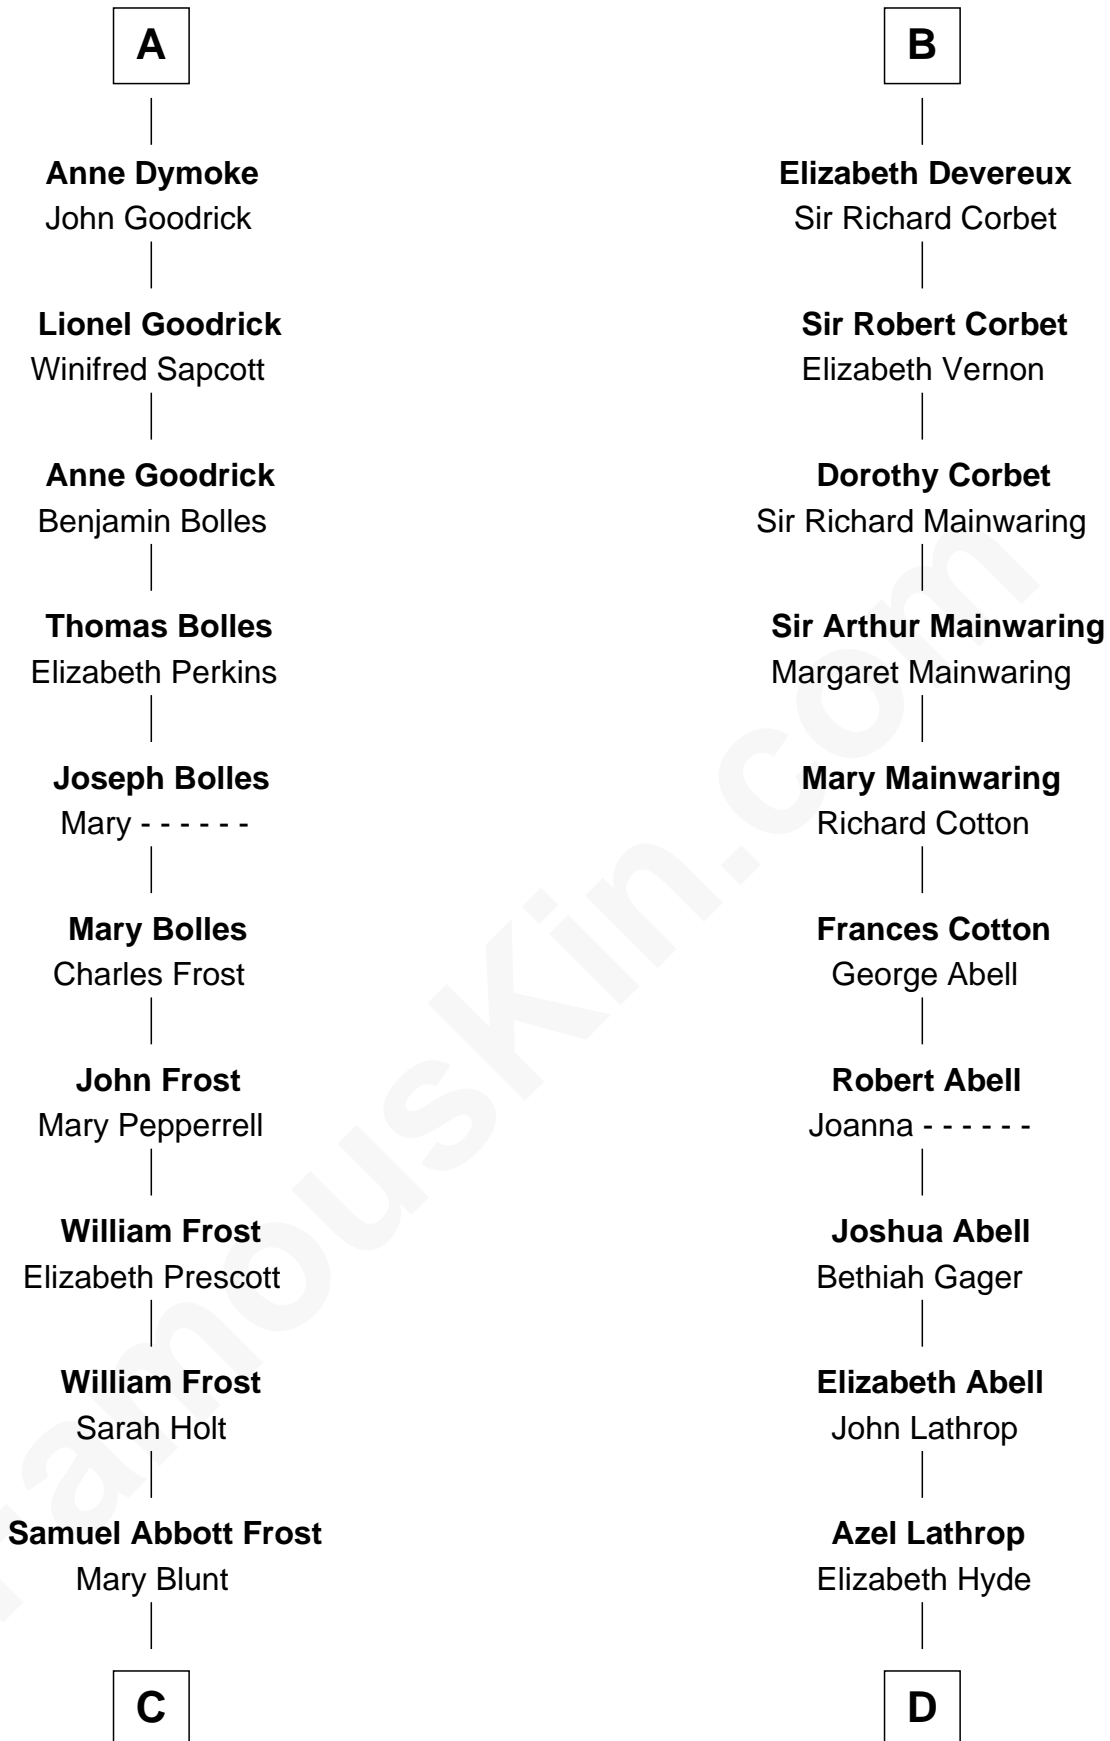 A
Anne Dymoke
John Goodrick
Lionel Goodrick
Winifred Sapcott
Anne Goodrick
Benjamin Bolles
Thomas Bolles
Elizabeth Perkins
Joseph Bolles
Mary - - - - - -
Mary Bolles
Charles Frost
John Frost
Mary Pepperrell
William Frost
Elizabeth Prescott
William Frost
Sarah Holt
Samuel Abbott Frost
Mary Blunt
C
B
Elizabeth Devereux
Sir Richard Corbet
Sir Robert Corbet
Elizabeth Vernon
Dorothy Corbet
Sir Richard Mainwaring
Sir Arthur Mainwaring
Margaret Mainwaring
Mary Mainwaring
Richard Cotton
Frances Cotton
George Abell
Robert Abell
Joanna - - - - - -
Joshua Abell
Bethiah Gager
Elizabeth Abell
John Lathrop
Azel Lathrop
Elizabeth Hyde
D
FamousKin.com